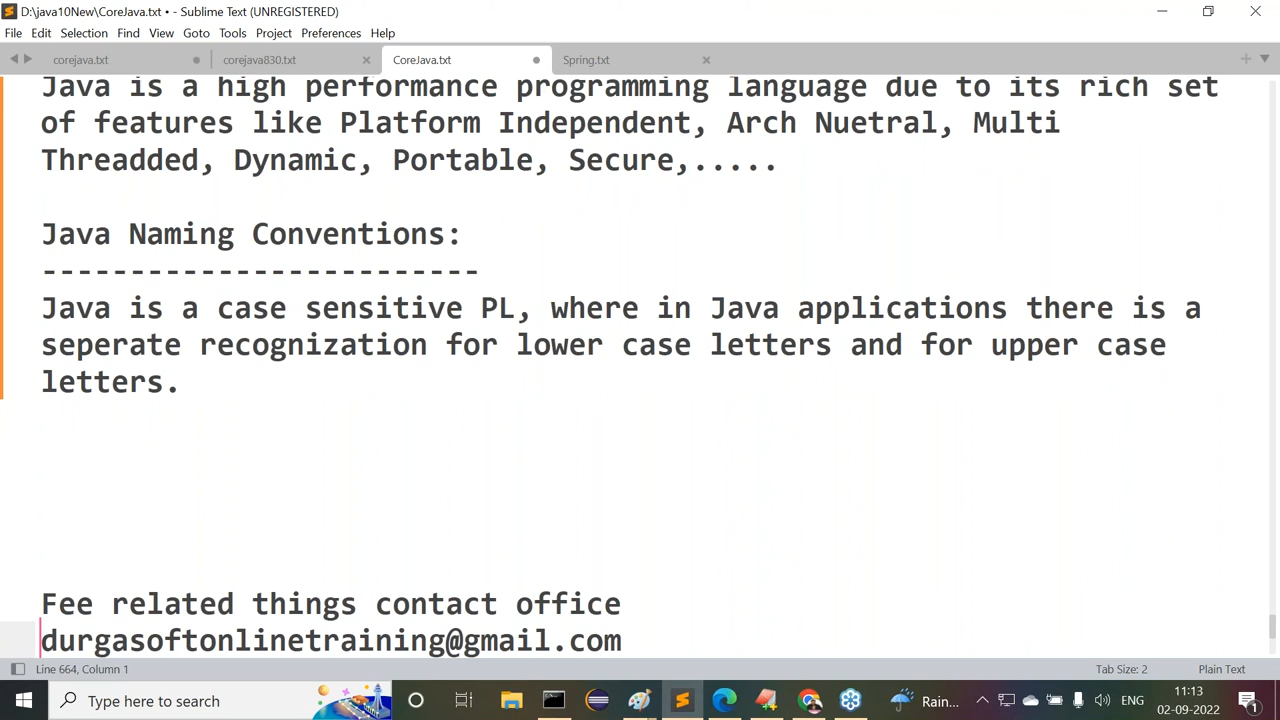 D:\java10New\CoreJava.txt • - Sublime Text (UNREGISTERED)
File Edit Selection Find View Goto Tools Project Preferences Help
corejava.txt corejava830.txt CoreJava.txt Spring.txt
Java is a high performance programming language due to its rich set
of features like Platform Independent, Arch Nuetral, Multi
Threadded, Dynamic, Portable, Secure,.....
Java Naming Conventions:
-------------------------
Java is a case sensitive PL, where in Java applications there is a
seperate recognization for lower case letters and for upper case
letters.
Fee related things contact office
durgasoftonlinetraining@gmail.com
Line 664, Column 1 Tab Size: 2 Plain Text
Type here to search Rain... ENG 11:13
02-09-2022 1